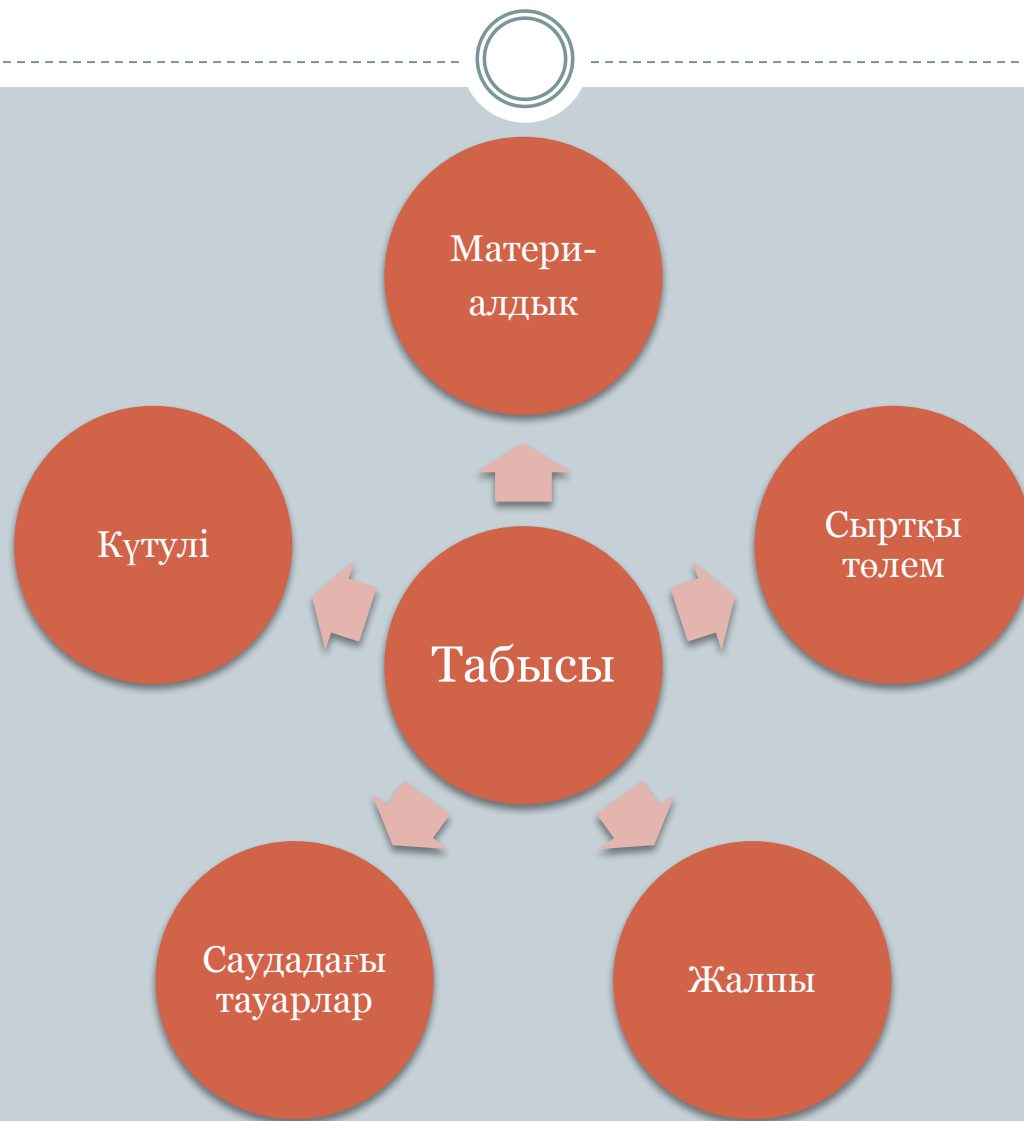 Матери-
алдык
Сыртқы
төлем
Күтулі
Табысы
Саудадағы
тауарлар
Жалпы